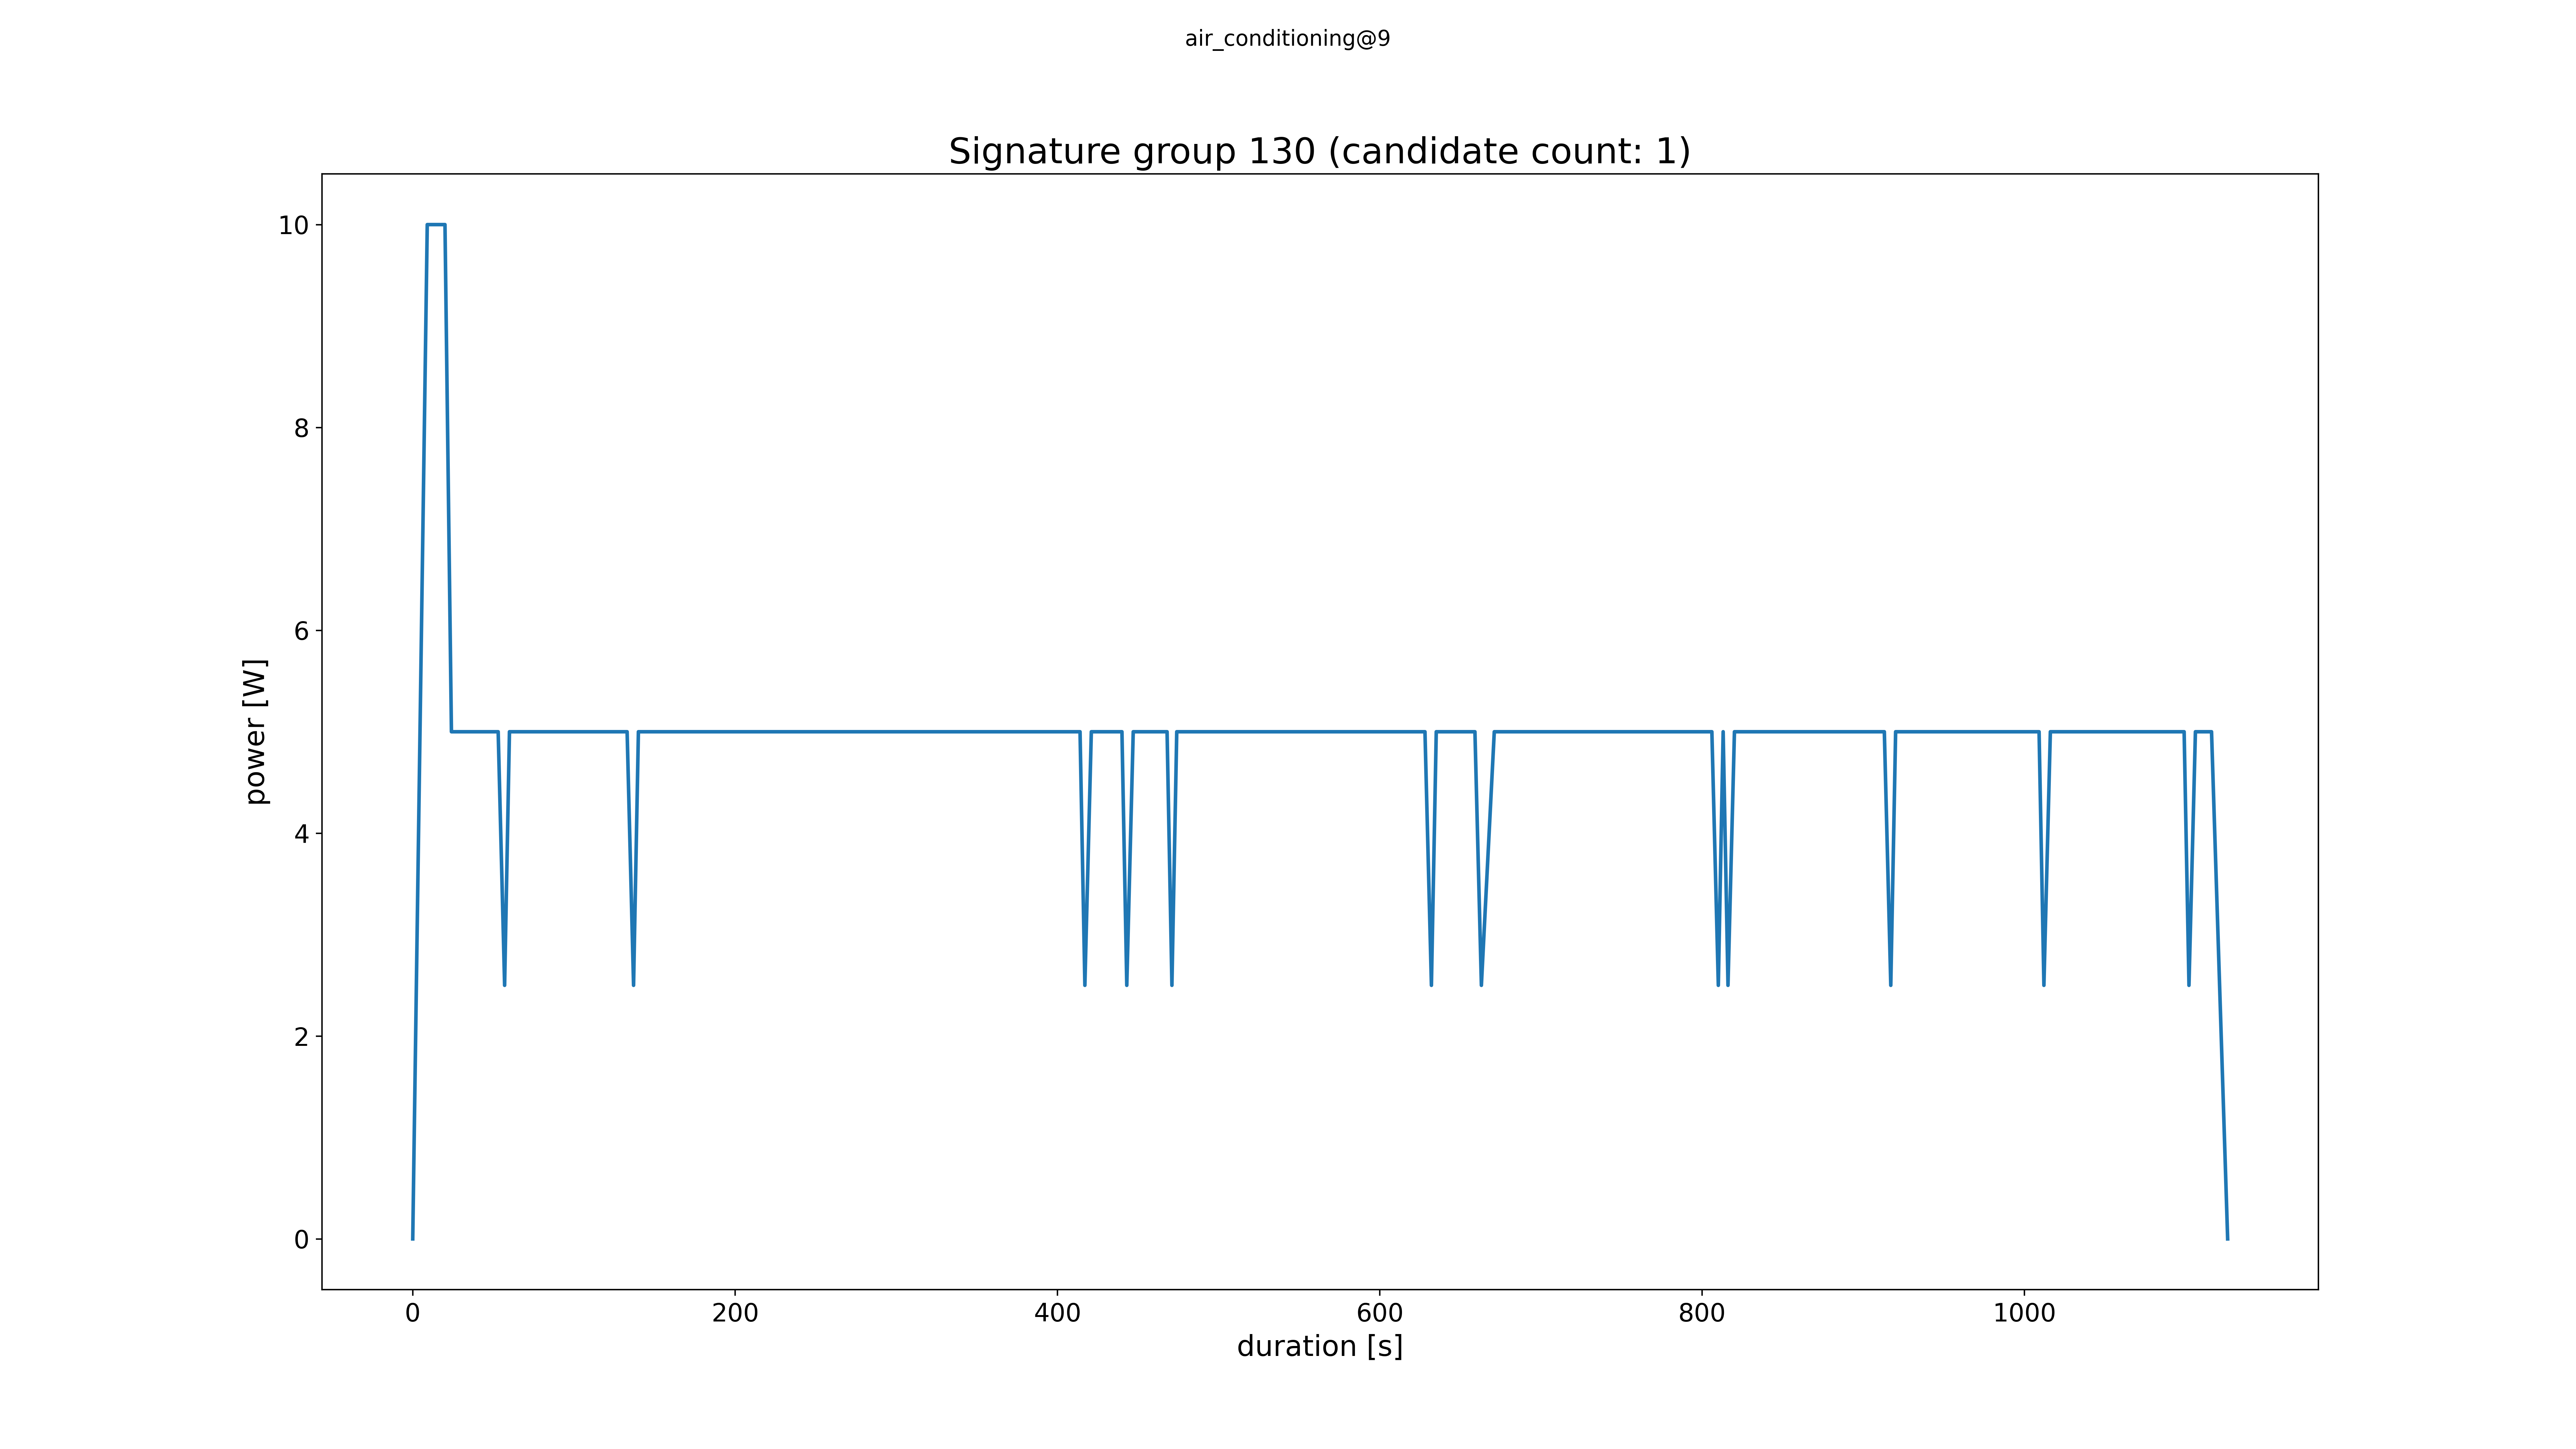 air_conditioning@9
Signature group 130 (candidate count: 1)
power [W]
10
8
6
4
2
0
0 200 400 600 800 1000
duration [s]